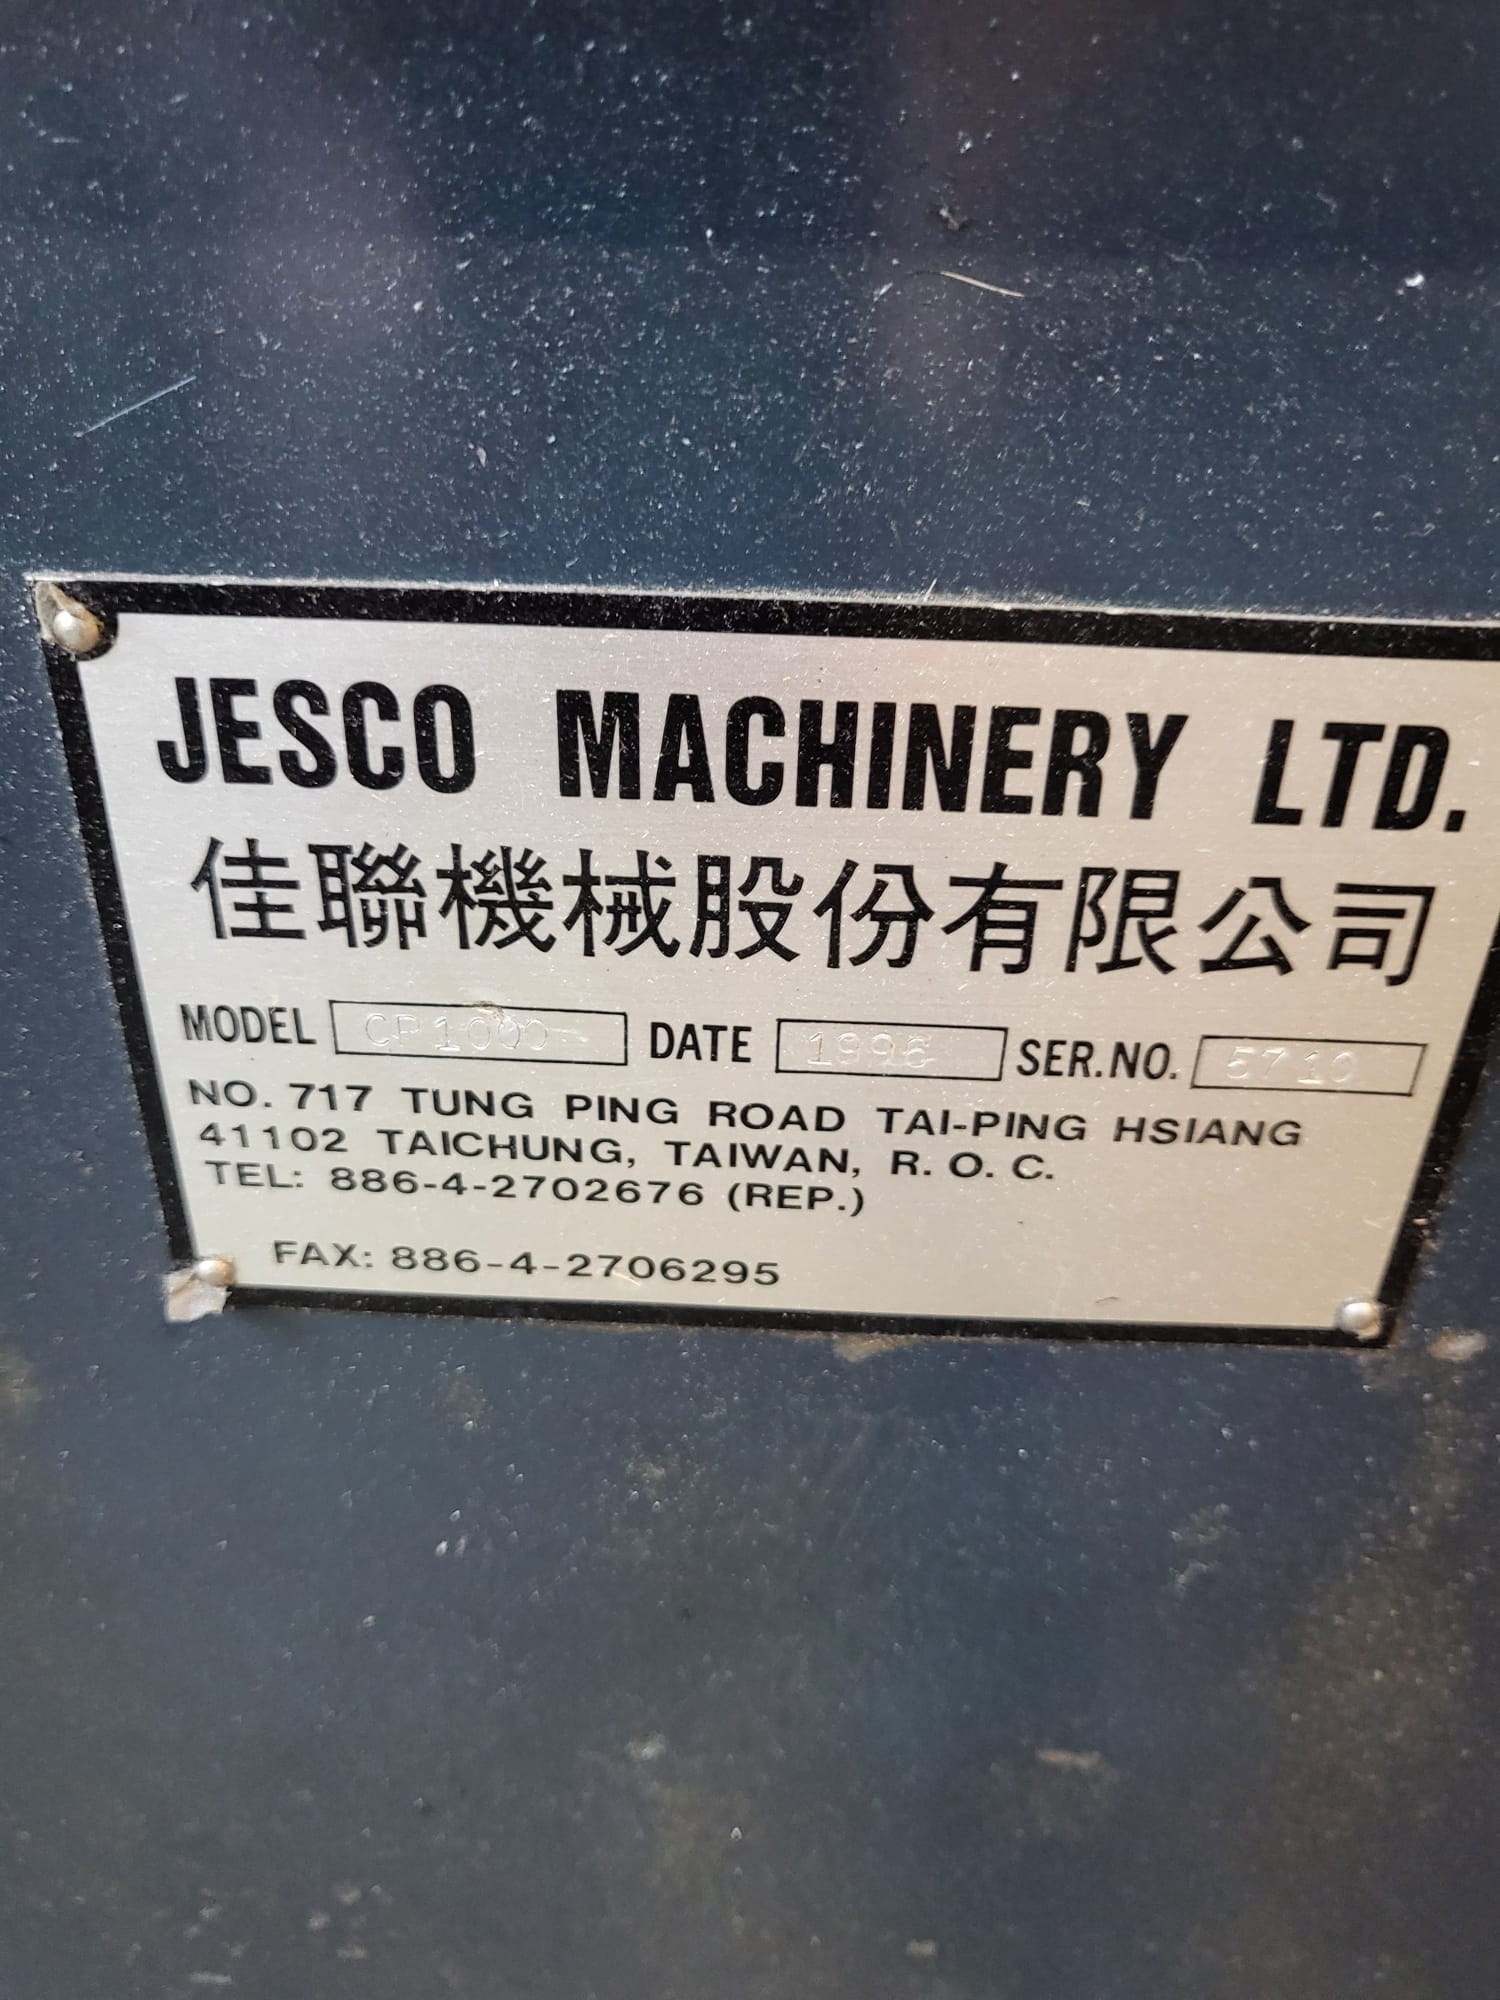 JESCO MACHINERY LTD.
佳聯機械股份有限公司
MODEL CP1000 DATE 1996 SER.NO. 5710
NO. 717 TUNG PING ROAD TAI-PING HSIANG
41102 TAICHUNG, TAIWAN, R. O. C.
TEL: 886-4-2702676 (REP.)
FAX: 886-4-2706295